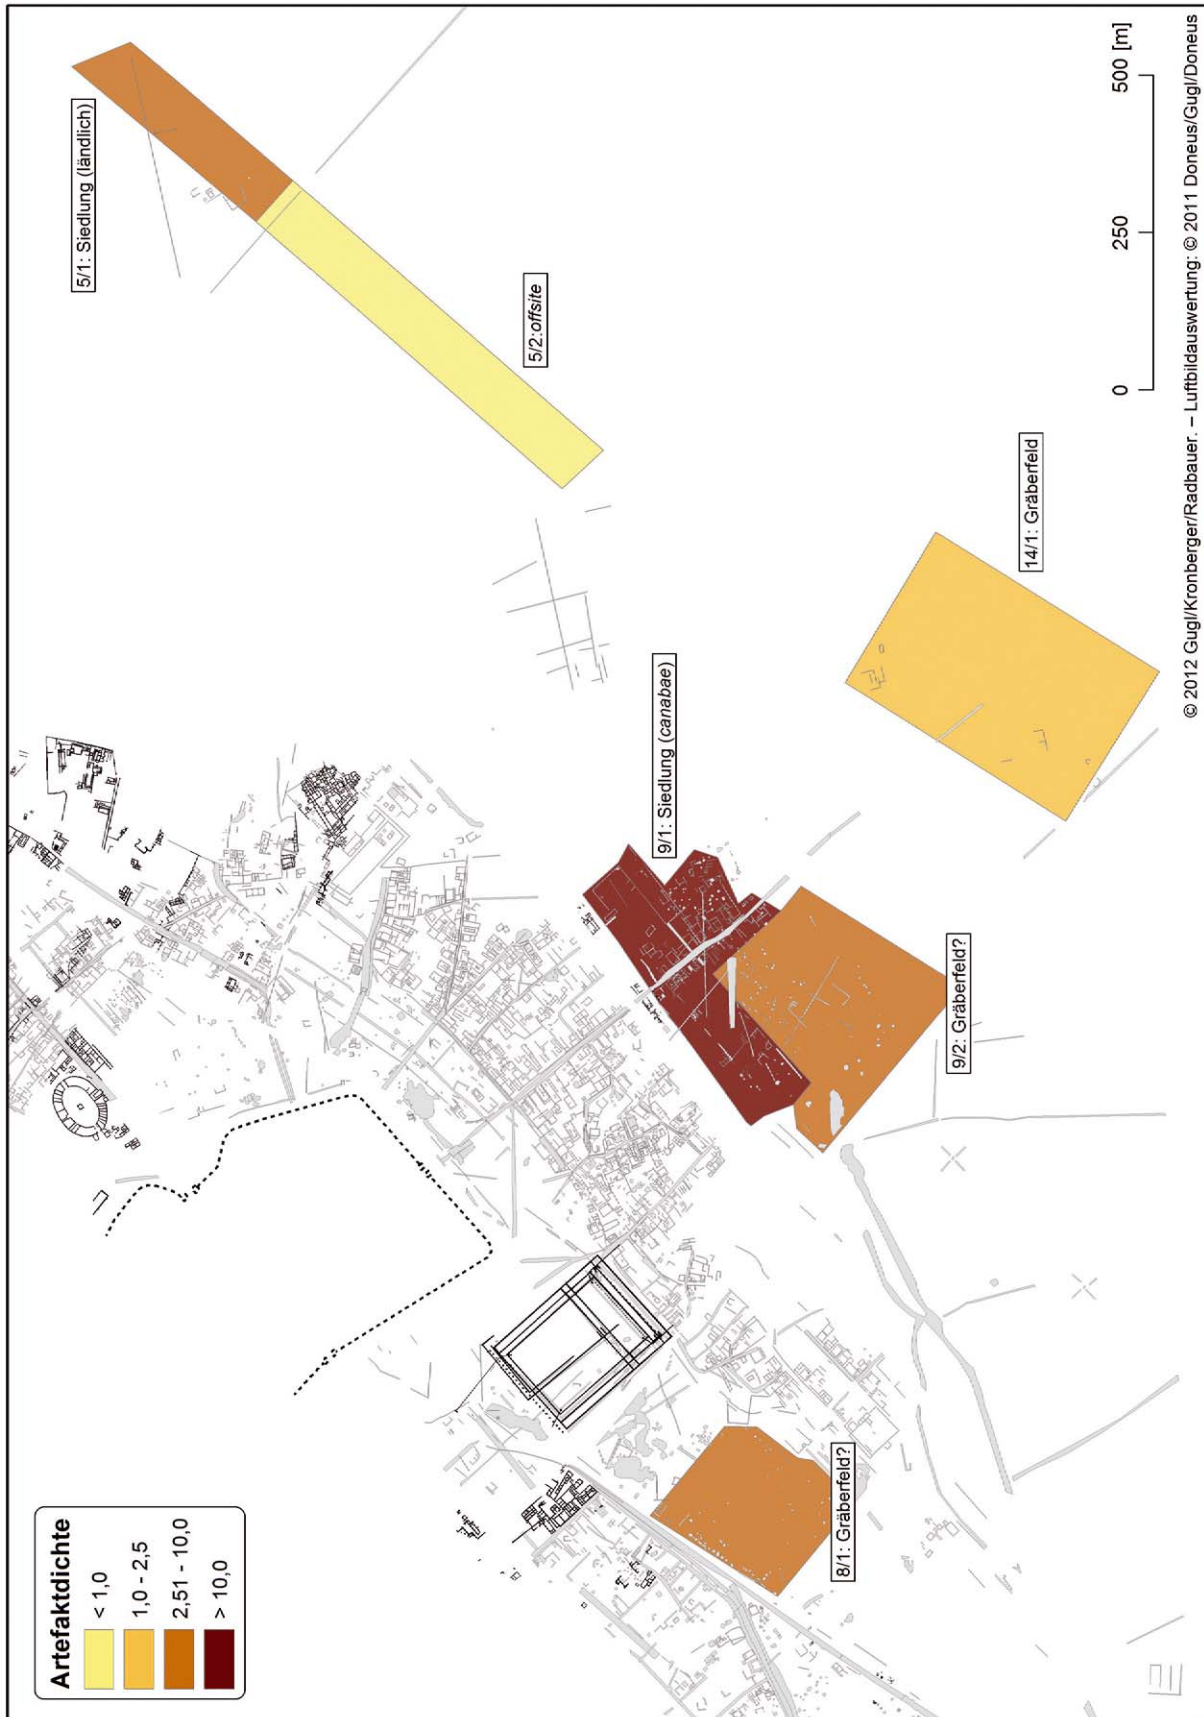 Artefaktdichte
< 1,0
1,0 - 2,5
2,51 - 10,0
> 10,0
5/1: Siedlung (ländlich)
5/2:offsite
9/1: Siedlung (canabae)
14/1: Gräberfeld
9/2: Gräberfeld?
8/1: Gräberfeld?
0 250 500 [m]
© 2012 Gugl/Kronberger/Radbauer. – Luftbildauswertung: © 2011 Doneus/Gugl/Doneus